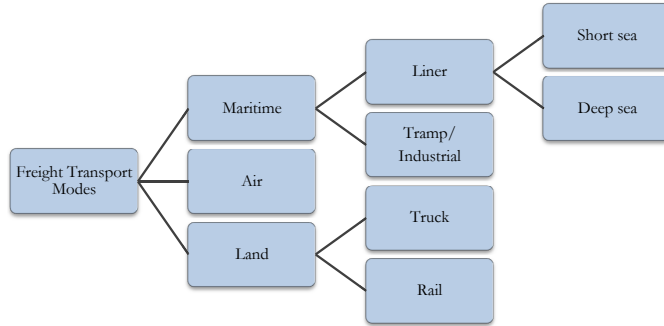 Freight Transport
Modes
Maritime
Air
Land
Liner
Tramp/
Industrial
Truck
Rail
Short sea
Deep sea